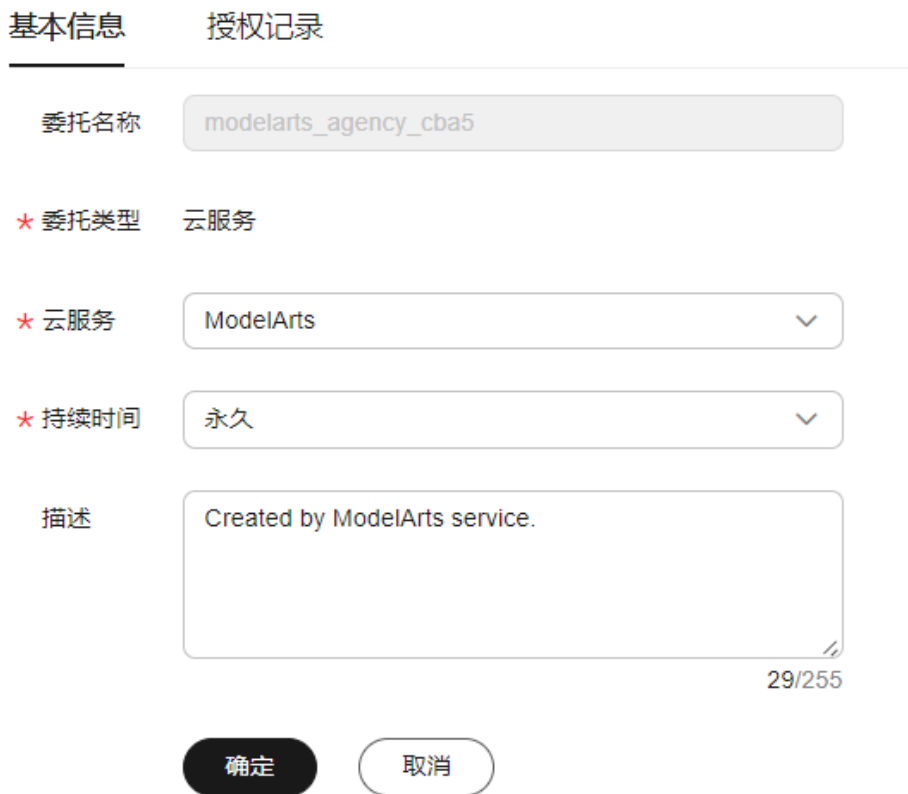 基本信息 授权记录
委托名称 modelarts_agency_cba5
* 委托类型 云服务
* 云服务 ModelArts
* 持续时间 永久
描述 Created by ModelArts service.
29/255
确定 取消